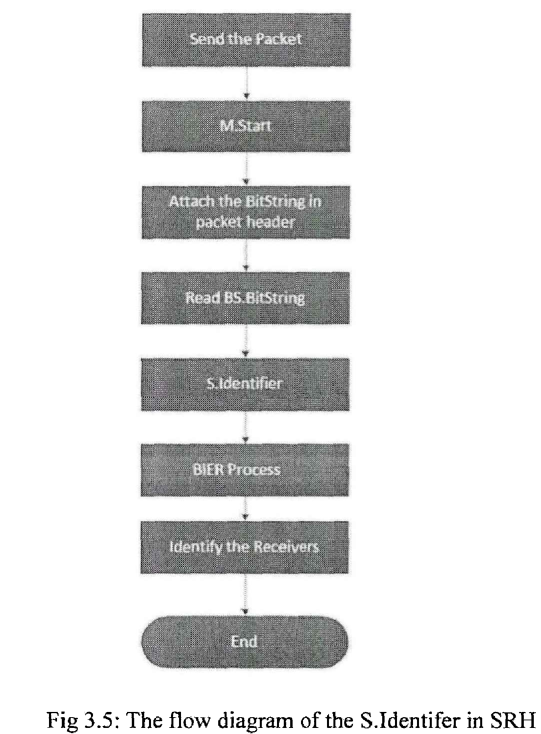 Send the Packet
M.Start
Attach the BitString in
packet header
Read BS.BitString
S.Identifier
BIER Process
Identify the Receivers
End
Fig 3.5: The flow diagram of the S.Identifer in SRH